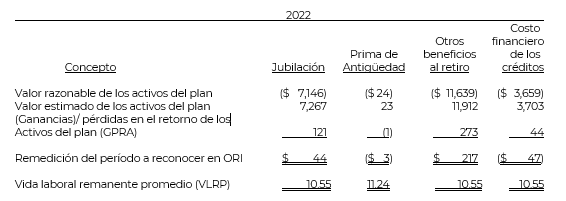 2022
Costo
Otros financiero
Prima de beneficios de los
Concepto Jubilación Antigüedad al retiro créditos
Valor razonable de los activos del plan ($ 7,146) ($ 24) ($ 11,639) ($ 3,659)
Valor estimado de los activos del plan 7,267 23 11,912 3,703
(Ganancias)/ pérdidas en el retorno de los
Activos del plan (GPRA) 121 (1) 273 44
Remedición del período a reconocer en ORI $ 44 ($ 3) $ 217 ($ 47)
Vida laboral remanente promedio (VLRP) 10.55 11.24 10.55 10.55